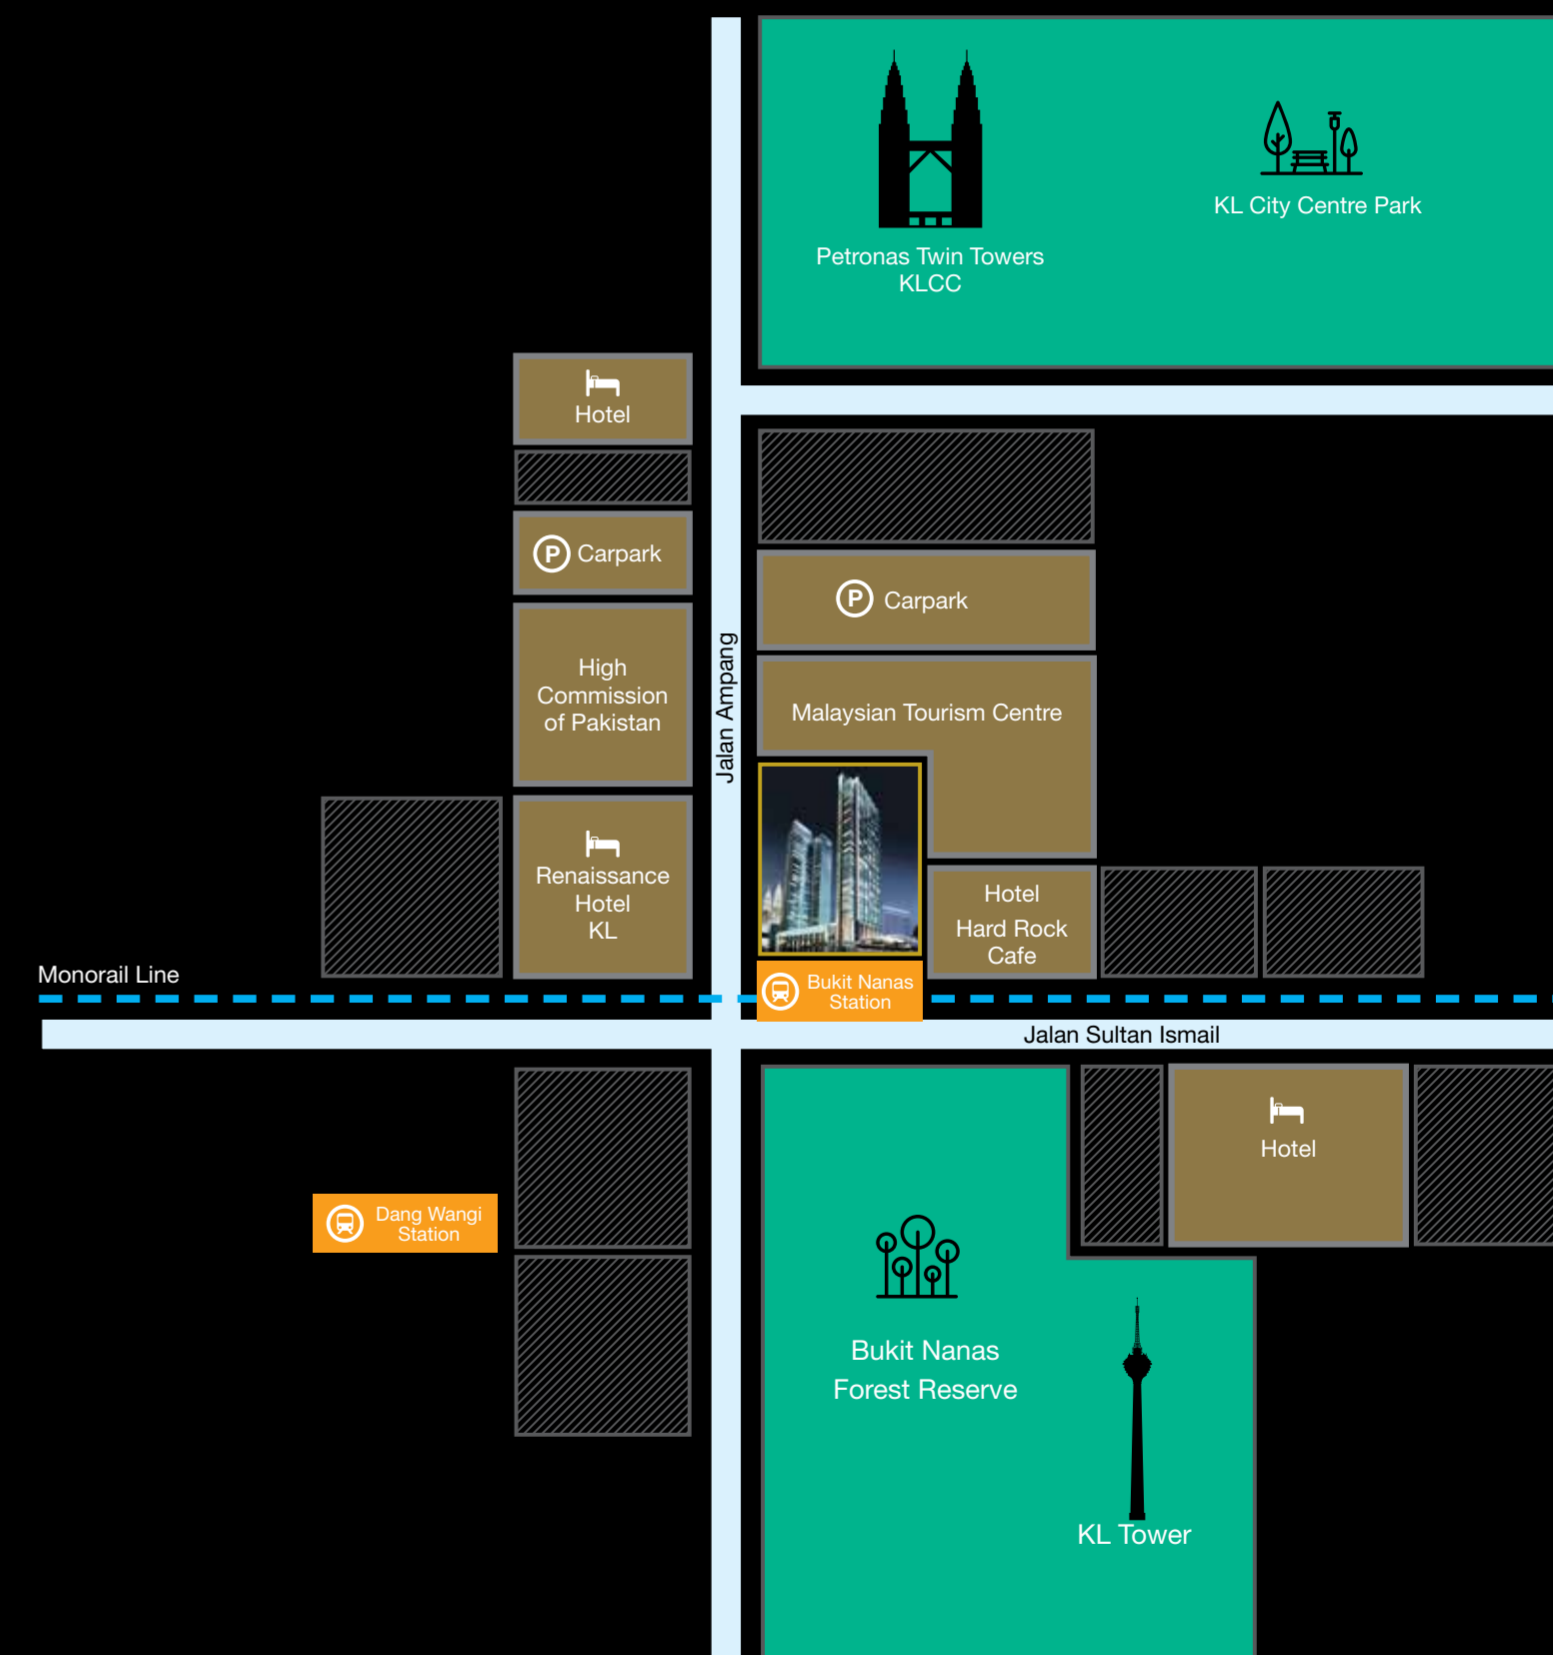 KL City Centre Park
Petronas Twin Towers
KLCC
Hotel
P Carpark
P Carpark
High
Commission
of Pakistan
Jalan Ampang
Malaysian Tourism Centre
Renaissance
Hotel
KL
Hotel
Hard Rock
Cafe
Monorail Line
Bukit Nanas
Station
Jalan Sultan Ismail
Hotel
Dang Wangi
Station
Bukit Nanas
Forest Reserve
KL Tower